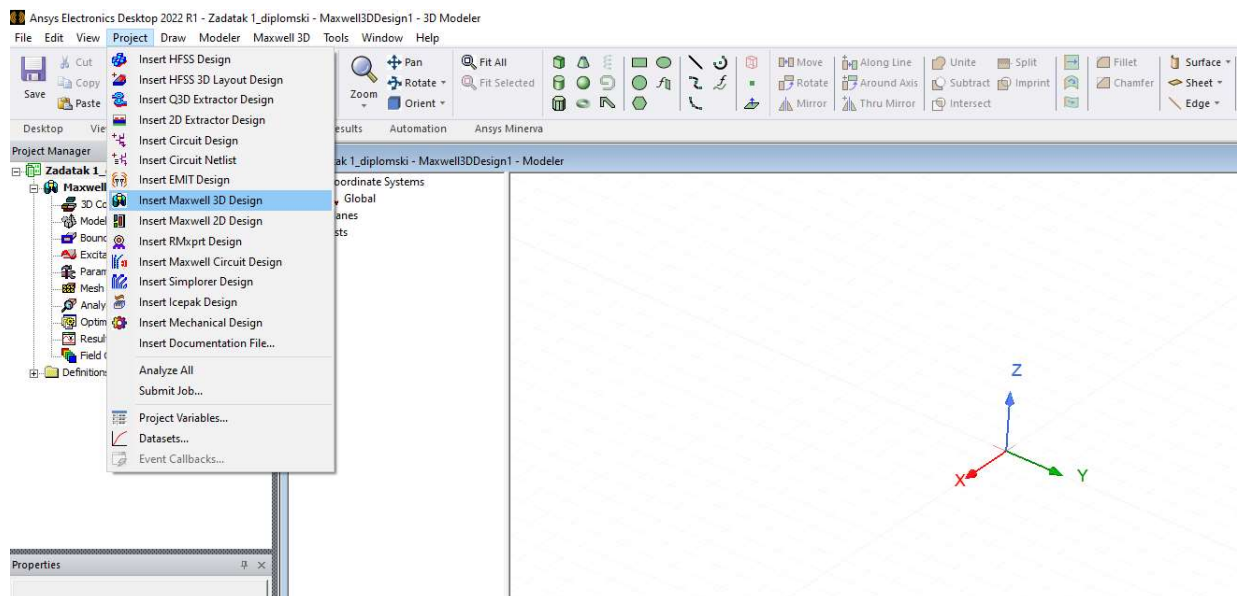 Ansys Electronics Desktop 2022 R1 - Zadatak 1_diplomski - Maxwell3DDesign1 - 3D Modeler
File Edit View Project Draw Modeler Maxwell 3D Tools Window Help
Save
Cut
Copy
Paste
Zoom
Pan
Rotate
Orient
Fit All
Fit Selected
Move
Rotate
Mirror
Along Line
Around Axis
Thru Mirror
Unite
Subtract
Intersect
Split
Imprint
Fillet
Chamfer
Surface
Sheet
Edge
Desktop Vie
esults Automation Ansys Minerva
Project Manager
Zadatak 1_
Maxwell
3D Co
Model
Bound
Excita
Param
Mesh
Analy
Optim
Resul
Field
Definition
Insert HFSS Design
Insert HFSS 3D Layout Design
Insert Q3D Extractor Design
Insert 2D Extractor Design
Insert Circuit Design
Insert Circuit Netlist
Insert EMIT Design
Insert Maxwell 3D Design
Insert Maxwell 2D Design
Insert RMxprt Design
Insert Maxwell Circuit Design
Insert Simplorer Design
Insert Icepak Design
Insert Mechanical Design
Insert Documentation File...
Analyze All
Submit Job...
Project Variables...
Datasets...
Event Callbacks...
ak 1_diplomski - Maxwell3DDesign1 - Modeler
oordinate Systems
Global
anes
sts
Z
X
Y
Properties